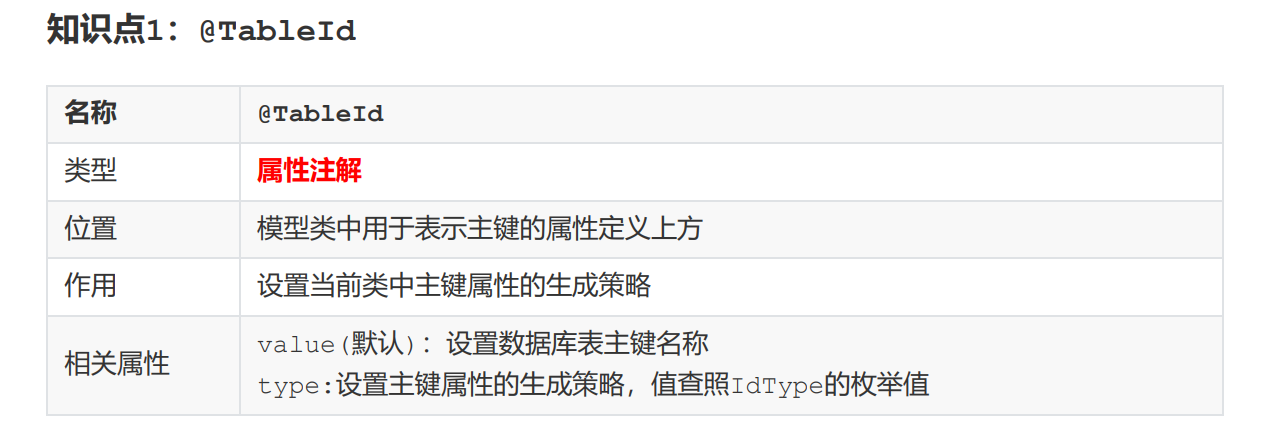 知识点1：@TableId
名称 @TableId
类型 属性注解
位置 模型类中用于表示主键的属性定义上方
作用 设置当前类中主键属性的生成策略
相关属性
value(默认)：设置数据库表主键名称
type:设置主键属性的生成策略，值查照IdType的枚举值